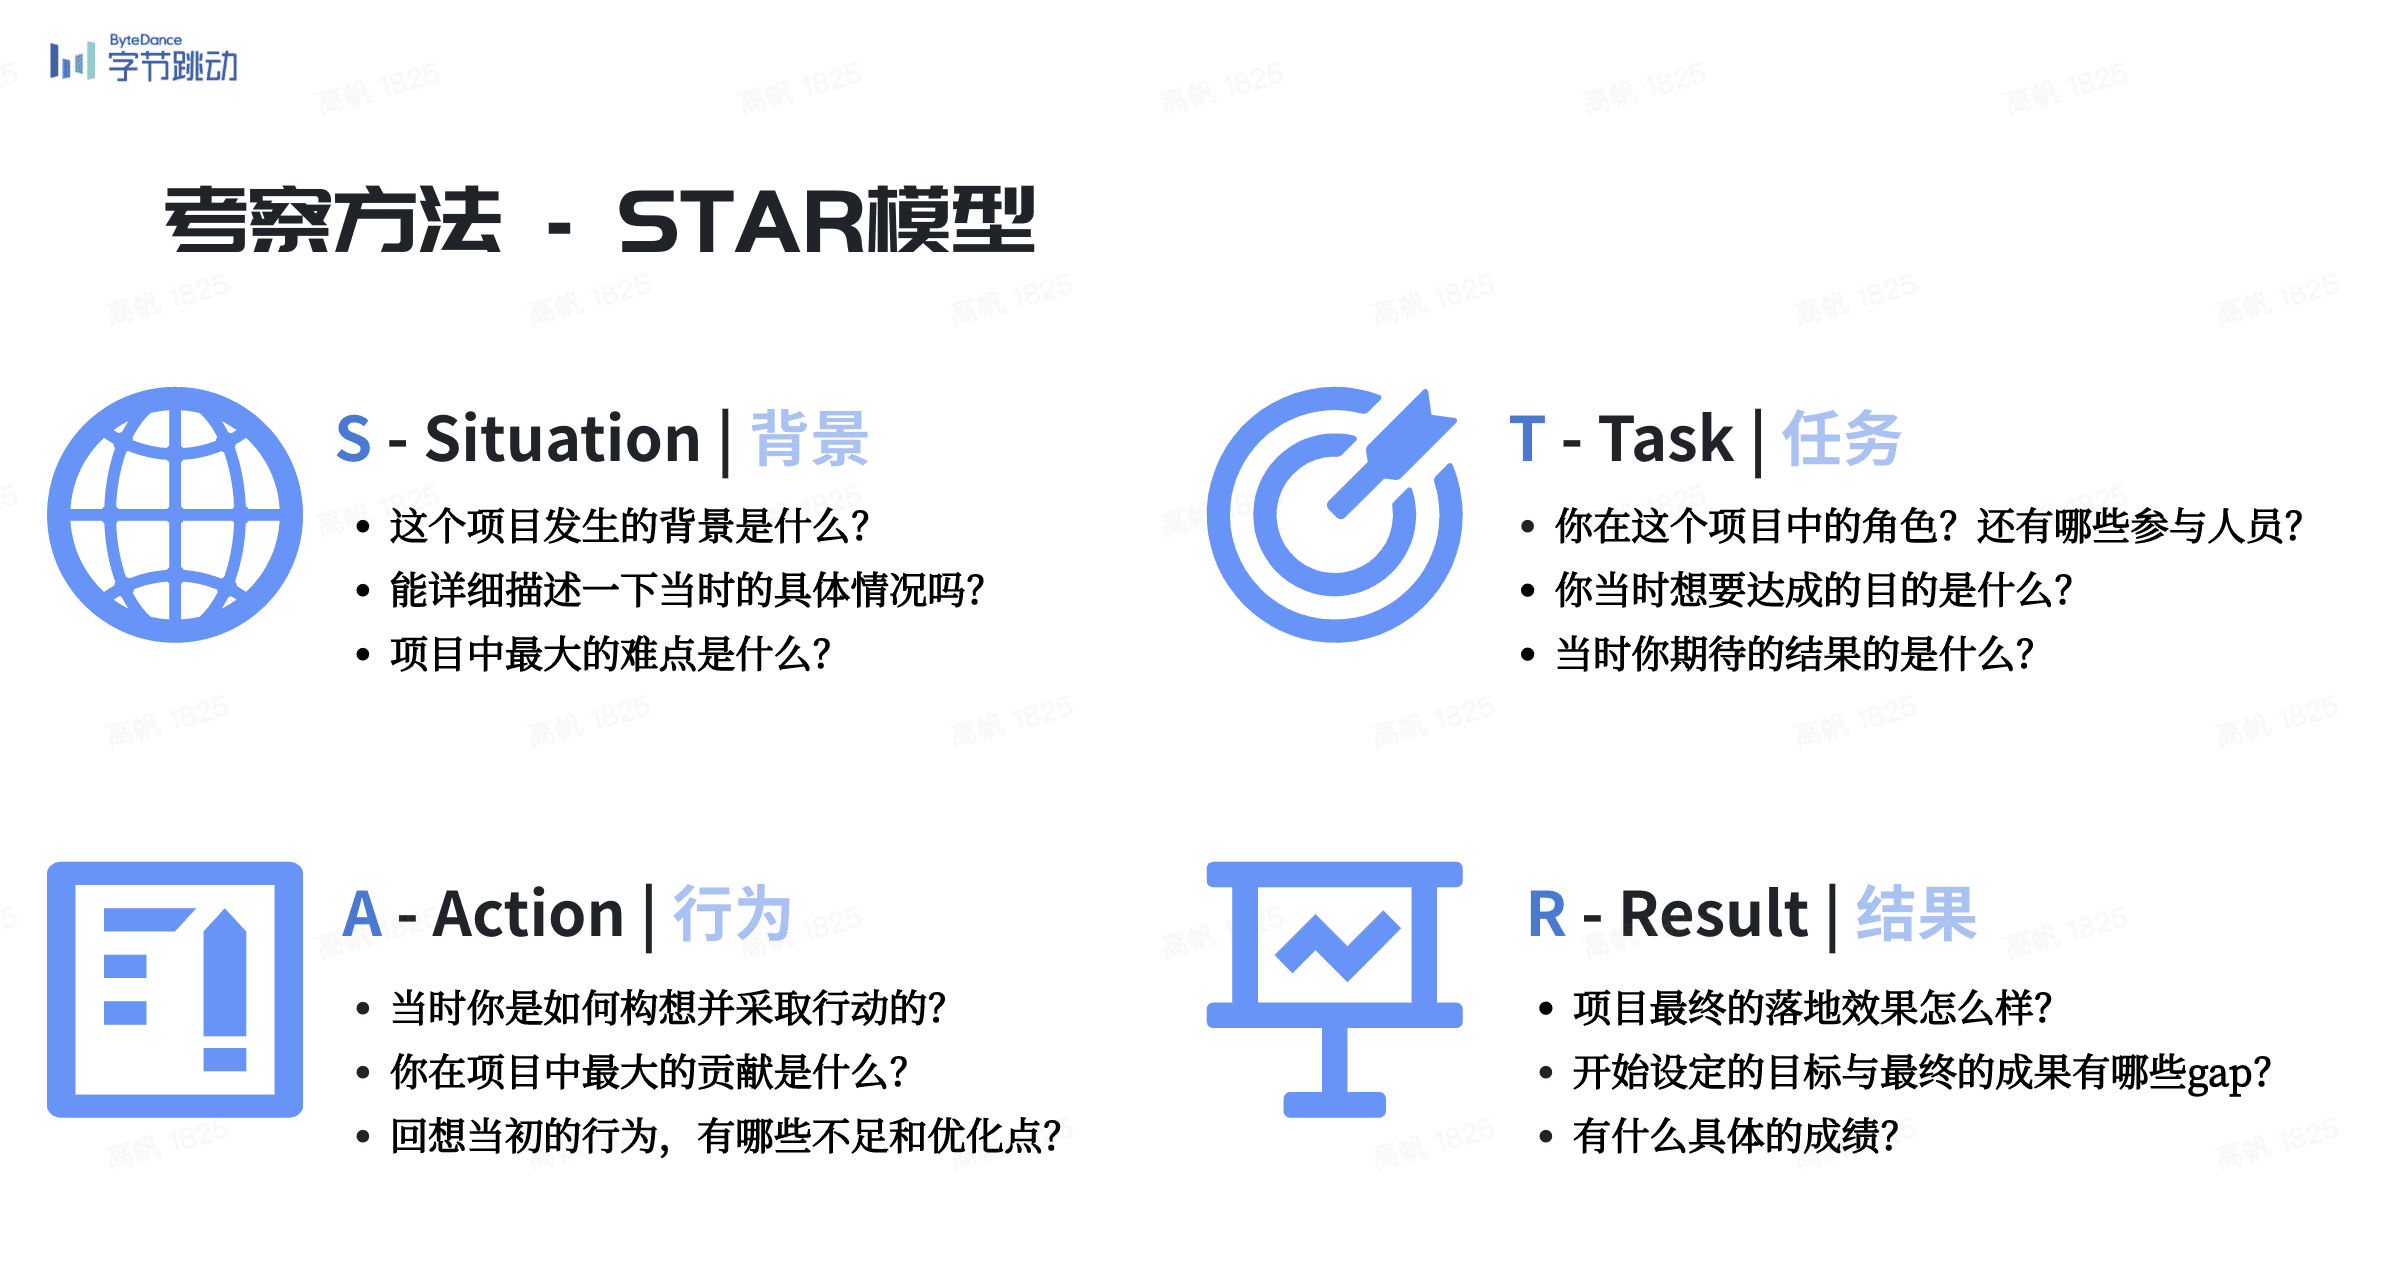 ByteDance
字节跳动
考察方法 - STAR模型
S - Situation | 背景
这个项目发生的背景是什么？
能详细描述一下当时的具体情况吗？
项目中最大的难点是什么？
T - Task | 任务
你在这个项目中的角色？还有哪些参与人员？
你当时想要达成的目的是什么？
当时你期待的结果的是什么？
A - Action | 行为
当时你是如何构想并采取行动的？
你在项目中最大的贡献是什么？
回想当初的行为，有哪些不足和优化点？
R - Result | 结果
项目最终的落地效果怎么样？
开始设定的目标与最终的成果有哪些gap？
有什么具体的成绩？
高帆 1825